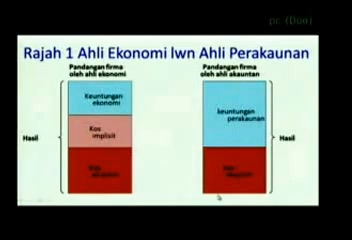 pc (Duo)
Rajah 1 Ahli Ekonomi lwn Ahli Perakaunan
Pandangan firma
oleh ahli ekonomi
Pandangan firma
oleh ahli akauntan
Keuntungan
ekonomi
Kos
implisit
Hasil
keuntungan
perakaunan
Hasil